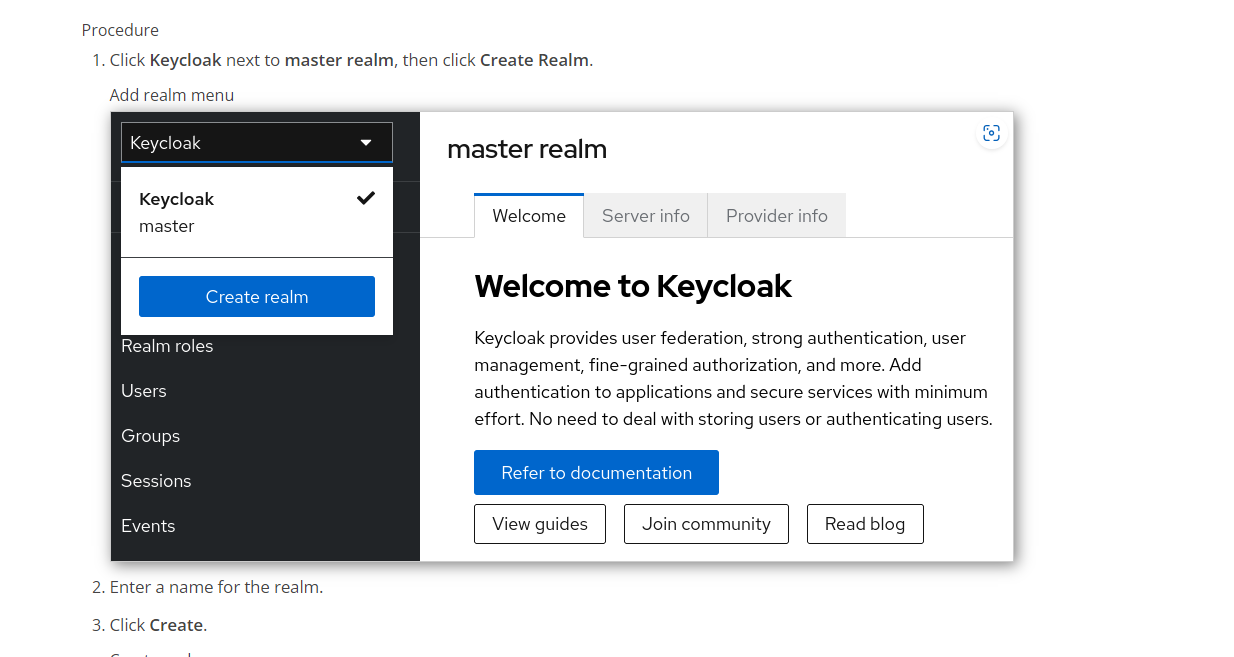 Procedure
1. Click Keycloak next to master realm, then click Create Realm.
Add realm menu
Keycloak
Keycloak
master
Create realm
Realm roles
Users
Groups
Sessions
Events
master realm
Welcome
Server info
Provider info
Welcome to Keycloak
Keycloak provides user federation, strong authentication, user
management, fine-grained authorization, and more. Add
authentication to applications and secure services with minimum
effort. No need to deal with storing users or authenticating users.
Refer to documentation
View guides
Join community
Read blog
2. Enter a name for the realm.
3. Click Create.